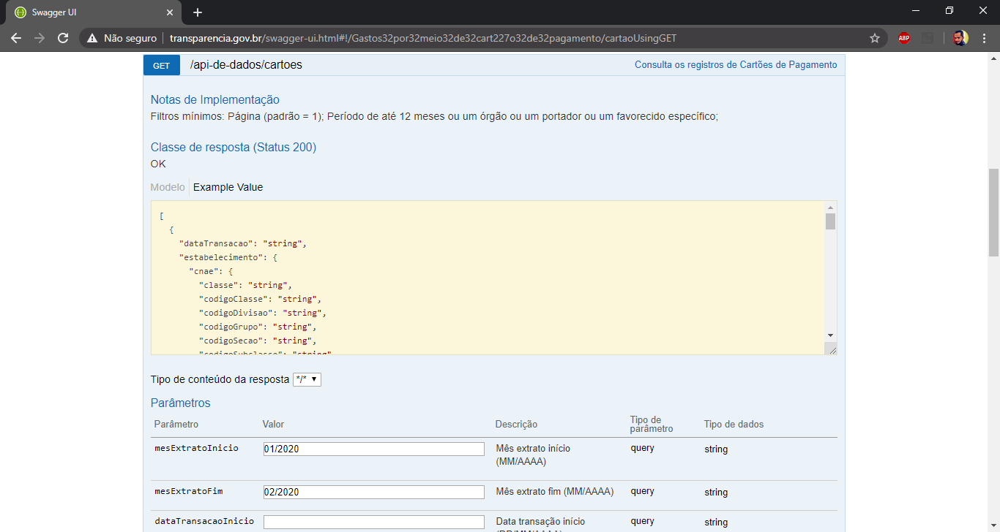 Swagger UI
Não seguro transparencia.gov.br/swagger-ui.html#!/Gastos32por32meio32de32cart227o32de32pagamento/cartaoUsingGET
ABP
GET /api-de-dados/cartoes Consulta os registros de Cartões de Pagamento
Notas de Implementação
Filtros mínimos: Página (padrão = 1); Período de até 12 meses ou um órgão ou um portador ou um favorecido específico;
Classe de resposta (Status 200)
OK
Modelo Example Value
[
{
"dataTransacao": "string",
"estabelecimento": {
"cnae": {
"classe": "string",
"codigoClasse": "string",
"codigoDivisao": "string",
"codigoGrupo": "string",
"codigoSecao": "string",
"codigoSubclasse": "string"
Tipo de conteúdo da resposta */*
Parâmetros
Parâmetro Valor Descrição Tipo de parâmetro Tipo de dados
mesExtratoInicio 01/2020 Mês extrato início (MM/AAAA) query string
mesExtratoFim 02/2020 Mês extrato fim (MM/AAAA) query string
dataTransacaoInicio Data transação início (DD/MM/AAAA) query string